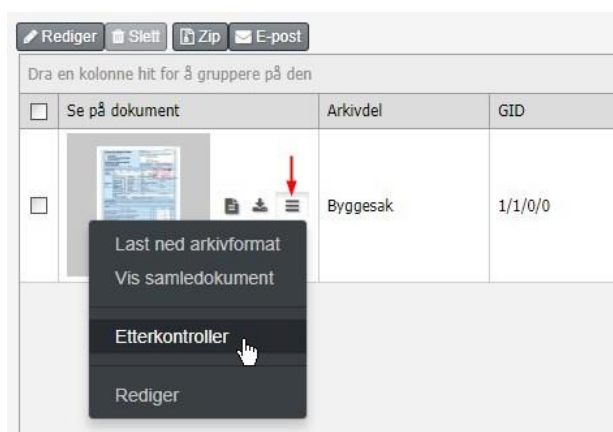 Rediger Slett Zip E-post
Dra en kolonne hit for å gruppere på den
Se på dokument Arkivdel GID
Byggesak 1/1/0/0
Last ned arkivformat
Vis samledokument
Etterkontroller
Rediger